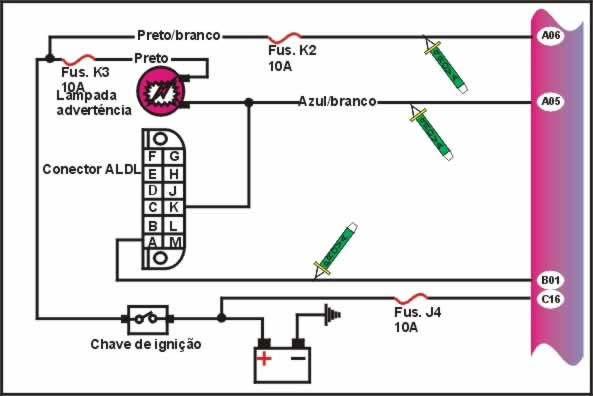 Preto/branco
Fus. K2
10A
A06
Fus. K3
10A
Preto
Lâmpada
advertência
Azul/branco
A05
Conector ALDL
F G
E H
D J
C K
B L
A M
B01
C16
Fus. J4
10A
Chave de ignição
+ −